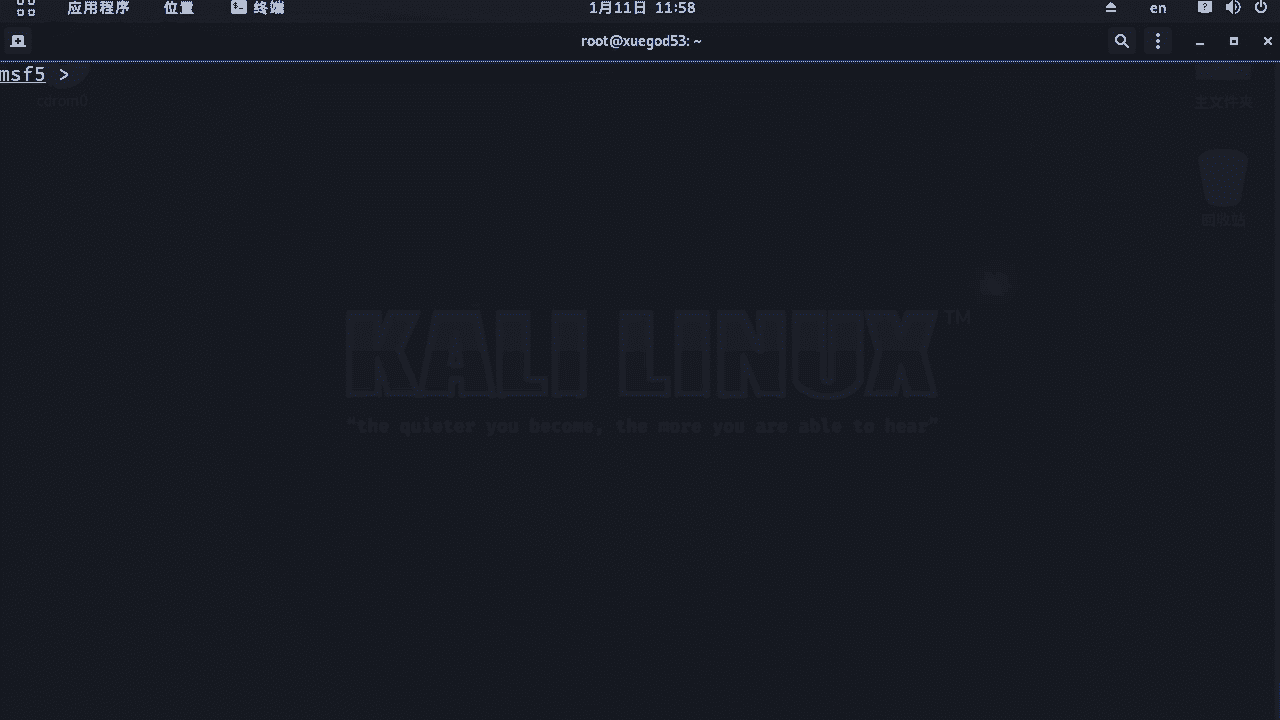 应用程序 位置 终端 1月11日 11:58 en
root@xuegod53: ~
msf5 >
cdrom0 主文件夹
回收站
KALI LINUX™
"the quieter you become, the more you are able to hear"